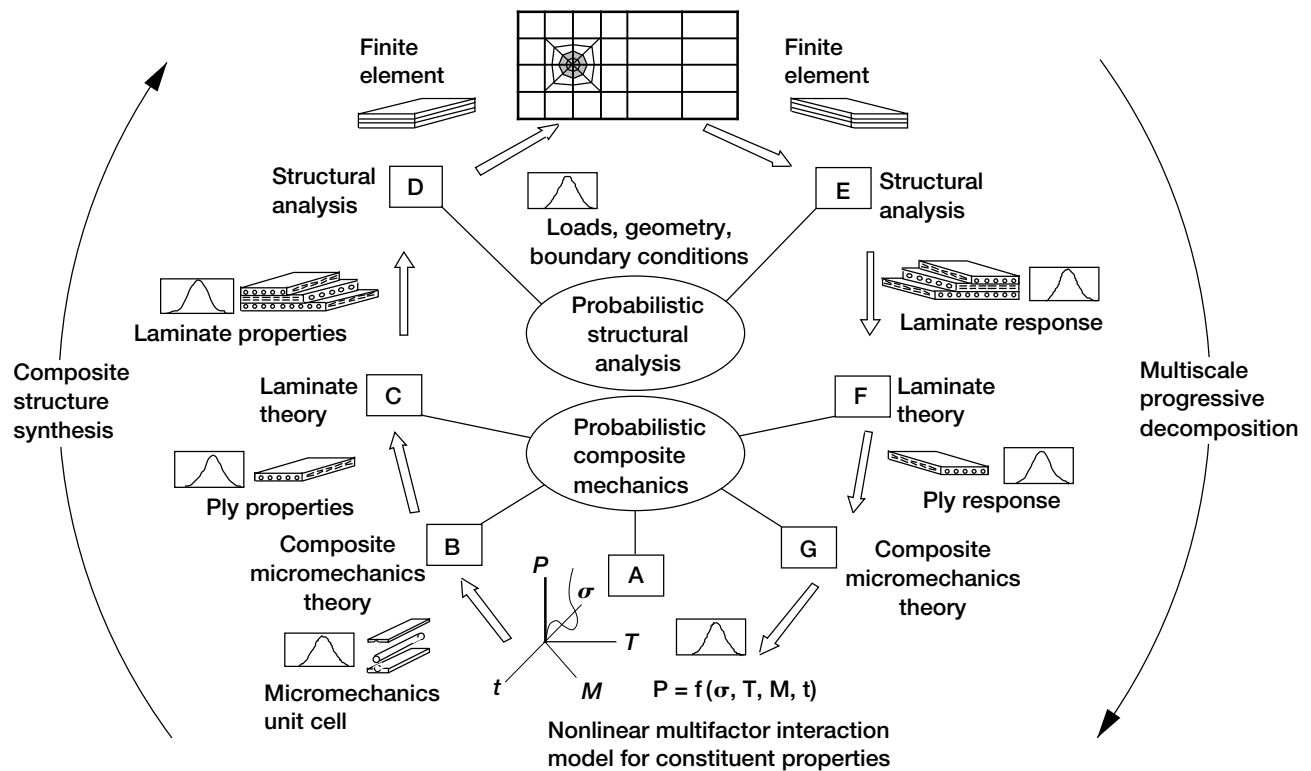 Finite
element
Finite
element
Structural
analysis
D
E
Structural
analysis
Loads, geometry,
boundary conditions
Laminate properties
Probabilistic
structural
analysis
Laminate response
Composite
structure
synthesis
Laminate
theory
C
F
Laminate
theory
Multiscale
progressive
decomposition
Probabilistic
composite
mechanics
Ply properties
Ply response
Composite
micromechanics
theory
B
A
G
Composite
micromechanics
theory
P
σ
T
t
M
Micromechanics
unit cell
P = f (σ, T, M, t)
Nonlinear multifactor interaction
model for constituent properties